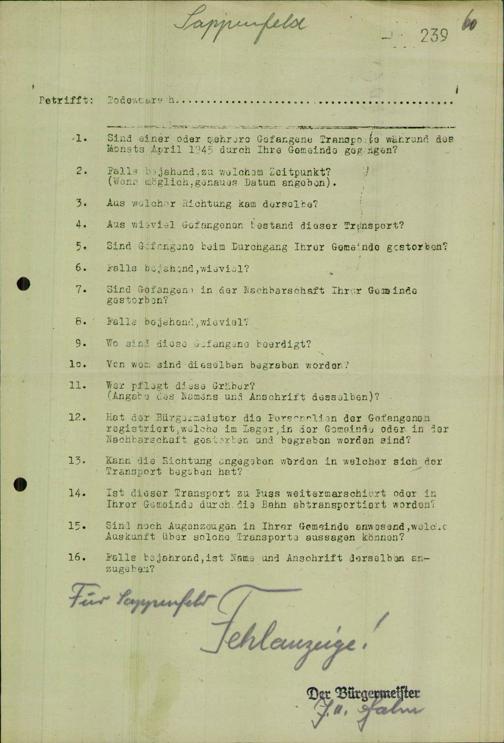 Sappenfeld
239
60
Betrifft: Todesmarsch
1. Sind einer oder mehrere Gefangene Transporte während des
Monats April 1945 durch Ihre Gemeinde gegangen?
2. Falls bejahend,zu welchem Zeitpunkt?
(Wenn möglich,genaues Datum angeben).
3. Aus welcher Richtung kam derselbe?
4. Aus wieviel Gefangenen bestand dieser Transport?
5. Sind Gefangene beim Durchgang Ihrer Gemeinde gestorben?
6. Falls bejahend,wieviel?
7. Sind Gefangene in der Nachbarschaft Ihrer Gemeinde
gestorben?
8. Falls bejahend,wieviel?
9. Wo sind diese Gefangene beerdigt?
1o. Von wem sind dieselben begraben worden?
11. Wer pflegt diese Gräber?
(Angabe des Namens und Anschrift desselben)?
12. Hat der Bürgermeister die Personalien der Gefangenen
registriert,welche im Lager,in der Gemeinde oder in der
Nachbarschaft gestorben und begraben worden sind?
13. Kann die Richtung angegeben werden in welcher sich der
Transport begeben hat?
14. Ist dieser Transport zu Fuss weitermarschiert oder in
Ihrer Gemeinde durch die Bahn abtransportiert worden?
15. Sind noch Augenzeugen in Ihrer Gemeinde anwesend,welche
Auskunft über solche Transporte aussagen können?
16. Falls bejahrend,ist Name und Anschrift derselben an-
zugeben?
Für Sappenfeld
Fehlanzeige!
Der Bürgermeister